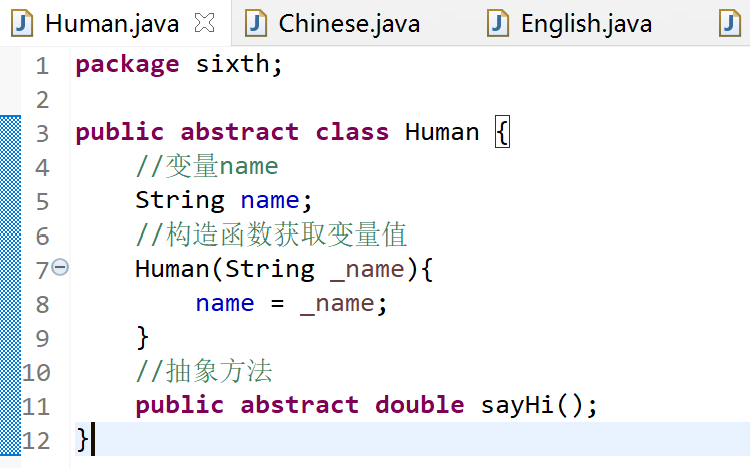 Human.java Chinese.java English.java
1 package sixth;
2
3 public abstract class Human {
4 //变量name
5 String name;
6 //构造函数获取变量值
7 Human(String _name){
8 name = _name;
9 }
10 //抽象方法
11 public abstract double sayHi();
12 }